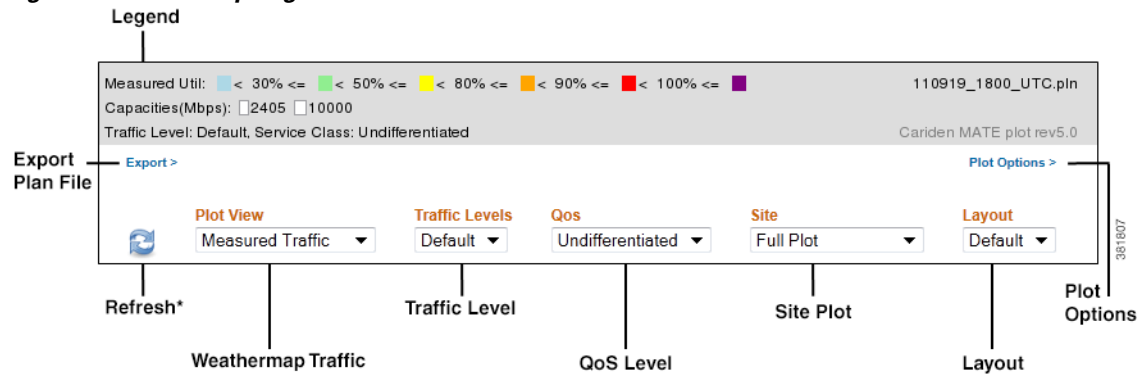 Legend
Measured Util: < 30% <= < 50% <= < 80% <= < 90% <= < 100% <=
110919_1800_UTC.pln
Capacities(Mbps): 2405 10000
Traffic Level: Default, Service Class: Undifferentiated
Cariden MATE plot rev5.0
Export
Plan File
Export >
Plot Options >
Plot View
Traffic Levels
Qos
Site
Layout
Measured Traffic
Default
Undifferentiated
Full Plot
Default
381807
Refresh*
Traffic Level
Site Plot
Plot
Options
Weathermap Traffic
QoS Level
Layout